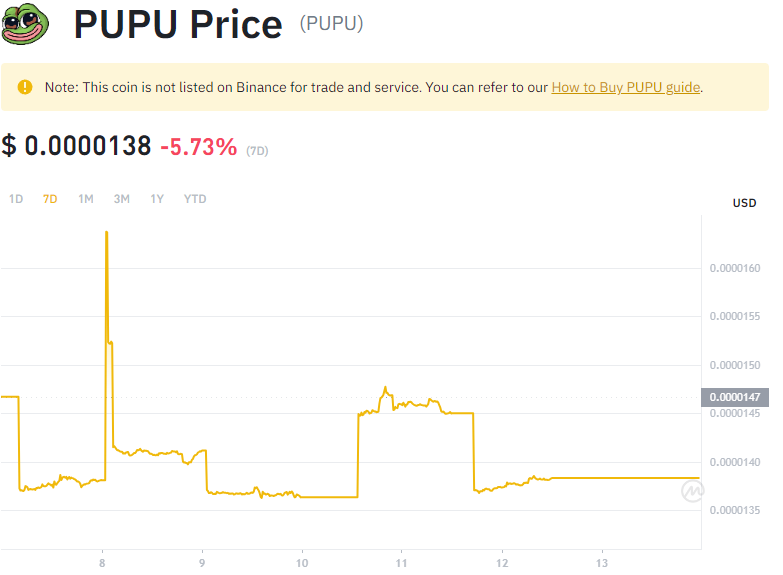 PUPU Price (PUPU)
Note: This coin is not listed on Binance for trade and service. You can refer to our How to Buy PUPU guide.
$ 0.0000138 -5.73% (7D)
1D 7D 1M 3M 1Y YTD
USD
0.0000160
0.0000155
0.0000150
0.0000147
0.0000145
0.0000140
0.0000135
8 9 10 11 12 13